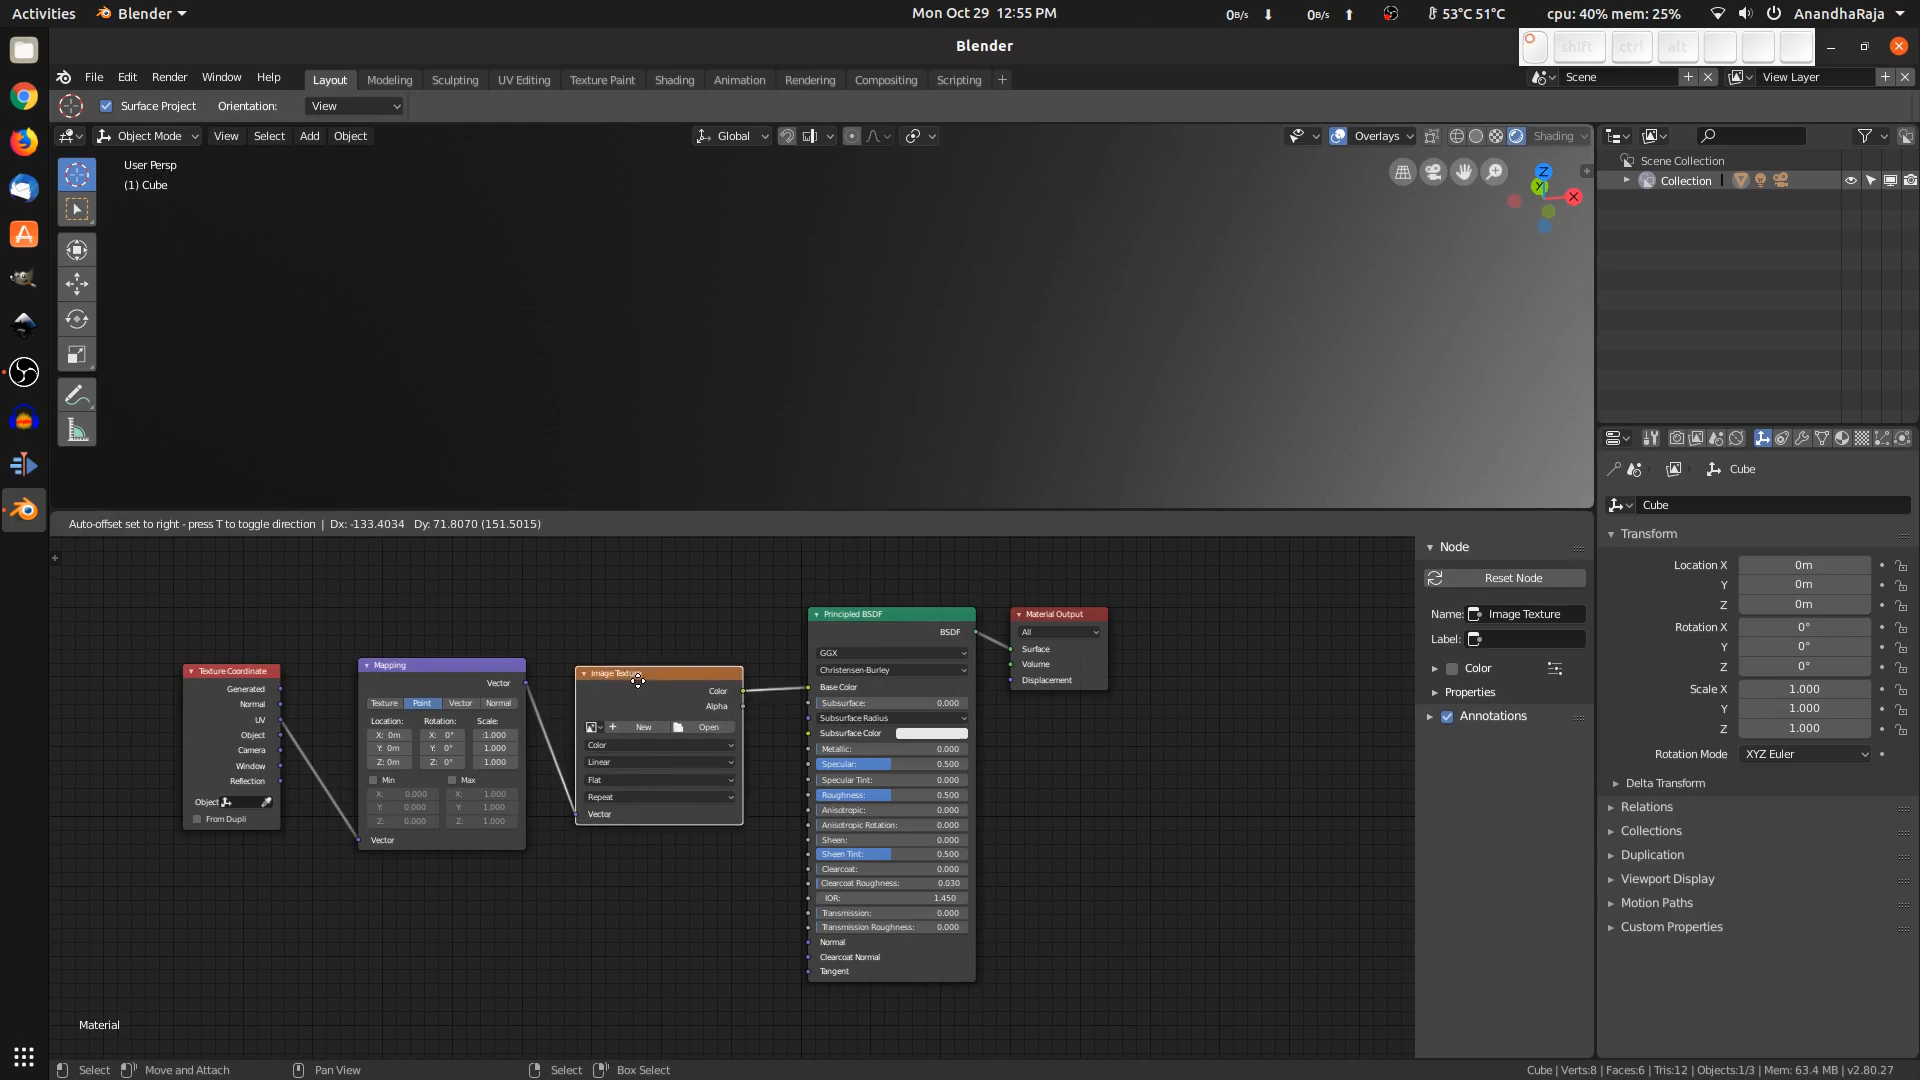 Activities Blender Mon Oct 29 12:55 PM 0B/s 0B/s 53°C 51°C cpu: 40% mem: 25% AnandhaRaja
Blender shift ctrl alt
File Edit Render Window Help Layout Modeling Sculpting UV Editing Texture Paint Shading Animation Rendering Compositing Scripting Scene View Layer
Surface Project Orientation: View
Object Mode View Select Add Object Global Overlays Shading
User Persp
(1) Cube
Z
Y
X
Scene Collection
Collection
Cube
Cube
Transform
Location X 0m
Y 0m
Z 0m
Rotation X 0°
Y 0°
Z 0°
Scale X 1.000
Y 1.000
Z 1.000
Rotation Mode XYZ Euler
Delta Transform
Relations
Collections
Duplication
Viewport Display
Motion Paths
Custom Properties
Auto-offset set to right - press T to toggle direction | Dx: -133.4034 Dy: 71.8070 (151.5015)
Texture Coordinate
Generated
Normal
UV
Object
Camera
Window
Reflection
Object
From Dupli
Mapping
Vector
Texture Point Vector Normal
Location: Rotation: Scale:
X: 0m X: 0° :1.000
Y: 0m Y: 0° 1.000
Z: 0m Z: 0° 1.000
Min Max
X: 0.000 X: 1.000
Y: 0.000 Y: 1.000
Z: 0.000 Z: 1.000
Vector
Image Texture
Color
Alpha
New Open
Color
Linear
Flat
Repeat
Vector
Principled BSDF
BSDF
GGX
Christensen-Burley
Base Color
Subsurface: 0.000
Subsurface Radius
Subsurface Color
Metallic: 0.000
Specular: 0.500
Specular Tint: 0.000
Roughness: 0.500
Anisotropic: 0.000
Anisotropic Rotation: 0.000
Sheen: 0.000
Sheen Tint: 0.500
Clearcoat: 0.000
Clearcoat Roughness: 0.030
IOR: 1.450
Transmission: 0.000
Transmission Roughness: 0.000
Normal
Clearcoat Normal
Tangent
Material Output
All
Surface
Volume
Displacement
Node
Reset Node
Name: Image Texture
Label:
Color
Properties
Annotations
Material
Select Move and Attach Pan View Select Box Select Cube | Verts:8 | Faces:6 | Tris:12 | Objects:1/3 | Mem: 63.4 MB | v2.80.27